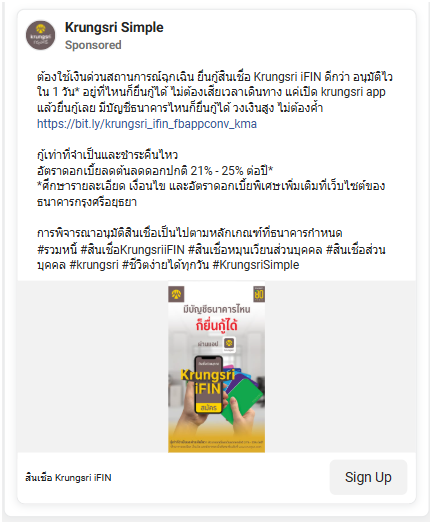 Krungsri Simple
Sponsored
ต้องใช้เงินด่วนสถานการณ์ฉุกเฉิน ยื่นกู้สินเชื่อ Krungsri iFIN ดีกว่า อนุมัติไว
ใน 1 วัน* อยู่ที่ไหนก็ยื่นกู้ได้ ไม่ต้องเสียเวลาเดินทาง แค่เปิด krungsri app
แล้วยื่นกู้เลย มีบัญชีธนาคารไหนก็ยื่นกู้ได้ วงเงินสูง ไม่ต้องค้ำ
https://bit.ly/krungsri_ifin_fbappconv_kma
กู้เท่าที่จำเป็นและชำระคืนไหว
อัตราดอกเบี้ยลดต้นลดดอกปกติ 21% - 25% ต่อปี*
*ศึกษารายละเอียด เงื่อนไข และอัตราดอกเบี้ยพิเศษเพิ่มเติมที่เว็บไซต์ของ
ธนาคารกรุงศรีอยุธยา
การพิจารณาอนุมัติสินเชื่อเป็นไปตามหลักเกณฑ์ที่ธนาคารกำหนด
#รวมหนี้ #สินเชื่อKrungsriiFIN #สินเชื่อหมุนเวียนส่วนบุคคล #สินเชื่อส่วน
บุคคล #krungsri #ชีวิตง่ายได้ทุกวัน #KrungsriSimple
มีบัญชีธนาคารไหน
ก็ยื่นกู้ได้
ผ่านแอป
Krungsri
iFIN
สมัคร
สินเชื่อ Krungsri iFIN
Sign Up